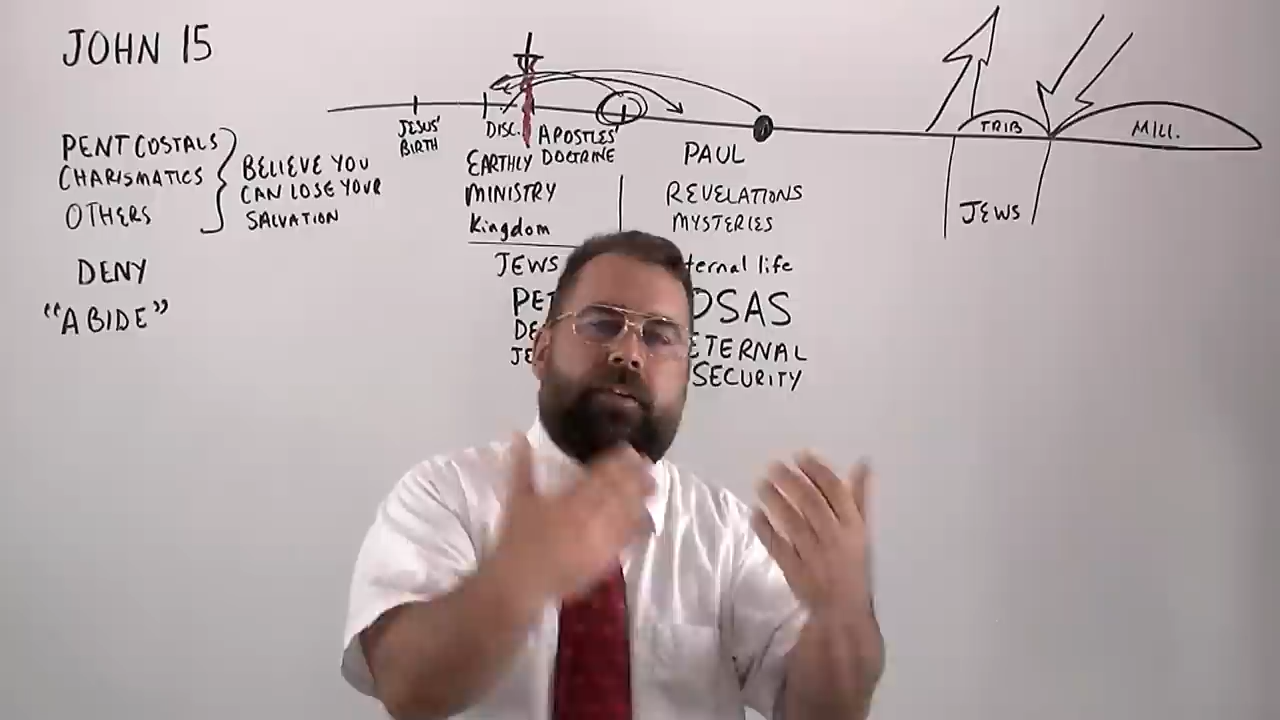 JOHN 15
PENTCOSTALS
CHARISMATICS
OTHERS
BELIEVE YOU
CAN LOSE YOUR
SALVATION
DENY
"ABIDE"
JESUS'
BIRTH
DISC.
APOSTLES'
DOCTRINE
EARTHLY
MINISTRY
Kingdom
JEWS
PAUL
REVELATIONS
MYSTERIES
life
OSAS
ETERNAL
SECURITY
TRIB
JEWS
MILL.